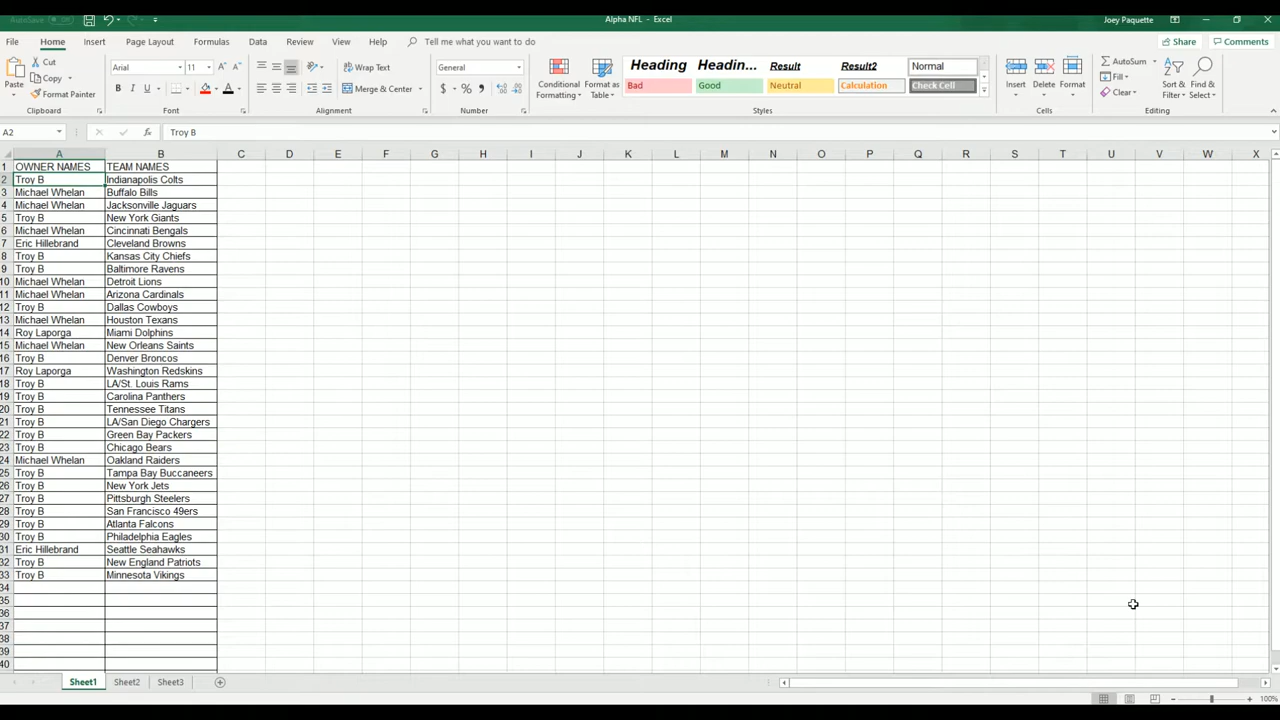 AutoSave
Alpha NFL - Excel
Joey Paquette
File Home Insert Page Layout Formulas Data Review View Help Tell me what you want to do
Share Comments
Paste
Cut
Copy
Format Painter
Clipboard
Arial 11
B I U
Font
Wrap Text
Merge & Center
Alignment
General
$ % ,
Number
Conditional Formatting
Format as Table
Heading Headin... Result Result2 Normal
Bad Good Neutral Calculation Check Cell
Styles
Insert Delete Format
Cells
AutoSum
Fill
Clear
Sort & Filter
Find & Select
Editing
A2 fx Troy B
A B C D E F G H I J K L M N O P Q R S T U V W X
1 OWNER NAMES TEAM NAMES
2 Troy B Indianapolis Colts
3 Michael Whelan Buffalo Bills
4 Michael Whelan Jacksonville Jaguars
5 Troy B New York Giants
6 Michael Whelan Cincinnati Bengals
7 Eric Hillebrand Cleveland Browns
8 Troy B Kansas City Chiefs
9 Troy B Baltimore Ravens
10 Michael Whelan Detroit Lions
11 Michael Whelan Arizona Cardinals
12 Troy B Dallas Cowboys
13 Michael Whelan Houston Texans
14 Roy Laporga Miami Dolphins
15 Michael Whelan New Orleans Saints
16 Troy B Denver Broncos
17 Roy Laporga Washington Redskins
18 Troy B LA/St. Louis Rams
19 Troy B Carolina Panthers
20 Troy B Tennessee Titans
21 Troy B LA/San Diego Chargers
22 Troy B Green Bay Packers
23 Troy B Chicago Bears
24 Michael Whelan Oakland Raiders
25 Troy B Tampa Bay Buccaneers
26 Troy B New York Jets
27 Troy B Pittsburgh Steelers
28 Troy B San Francisco 49ers
29 Troy B Atlanta Falcons
30 Troy B Philadelphia Eagles
31 Eric Hillebrand Seattle Seahawks
32 Troy B New England Patriots
33 Troy B Minnesota Vikings
34
35
36
37
38
39
40
Sheet1 Sheet2 Sheet3
100%